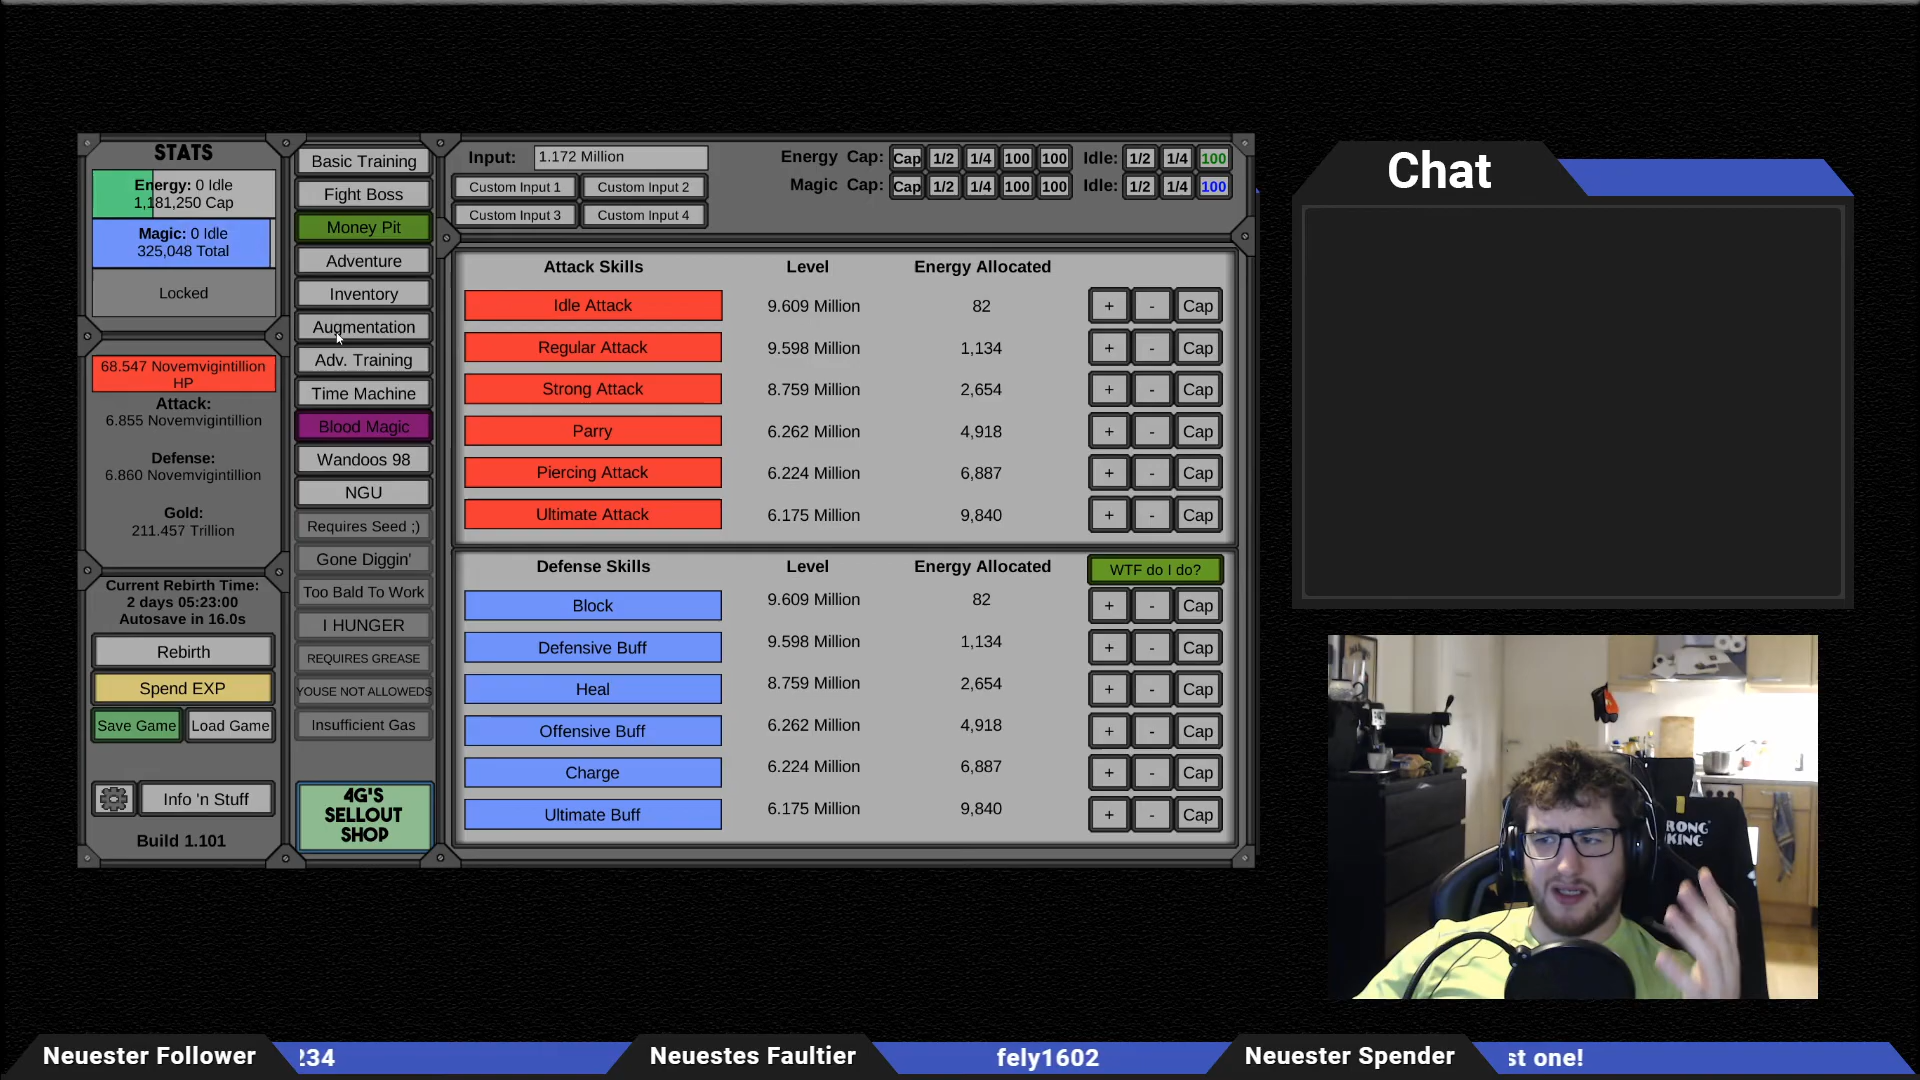 STATS
Energy: 0 Idle
1,181,250 Cap
Magic: 0 Idle
325,048 Total
Locked
68.547 Novemvigintillion
HP
Attack:
6.855 Novemvigintillion
Defense:
6.860 Novemvigintillion
Gold:
211.457 Trillion
Current Rebirth Time:
2 days 05:23:00
Autosave in 16.0s
Rebirth
Spend EXP
Save Game Load Game
Info 'n Stuff
Build 1.101
Basic Training
Fight Boss
Money Pit
Adventure
Inventory
Augmentation
Adv. Training
Time Machine
Blood Magic
Wandoos 98
NGU
Requires Seed ;)
Gone Diggin'
Too Bald To Work
I HUNGER
REQUIRES GREASE
YOUSE NOT ALLOWEDS
Insufficient Gas
4G'S
SELLOUT
SHOP
Input: 1.172 Million
Custom Input 1 Custom Input 2
Custom Input 3 Custom Input 4
Energy Cap: Cap 1/2 1/4 100 100 Idle: 1/2 1/4 100
Magic Cap: Cap 1/2 1/4 100 100 Idle: 1/2 1/4 100
Attack Skills Level Energy Allocated
Idle Attack 9.609 Million 82 + - Cap
Regular Attack 9.598 Million 1,134 + - Cap
Strong Attack 8.759 Million 2,654 + - Cap
Parry 6.262 Million 4,918 + - Cap
Piercing Attack 6.224 Million 6,887 + - Cap
Ultimate Attack 6.175 Million 9,840 + - Cap
Defense Skills Level Energy Allocated WTF do I do?
Block 9.609 Million 82 + - Cap
Defensive Buff 9.598 Million 1,134 + - Cap
Heal 8.759 Million 2,654 + - Cap
Offensive Buff 6.262 Million 4,918 + - Cap
Charge 6.224 Million 6,887 + - Cap
Ultimate Buff 6.175 Million 9,840 + - Cap
Chat
RONG
KING
Neuester Follower 234 Neuestes Faultier fely1602 Neuester Spender st one!